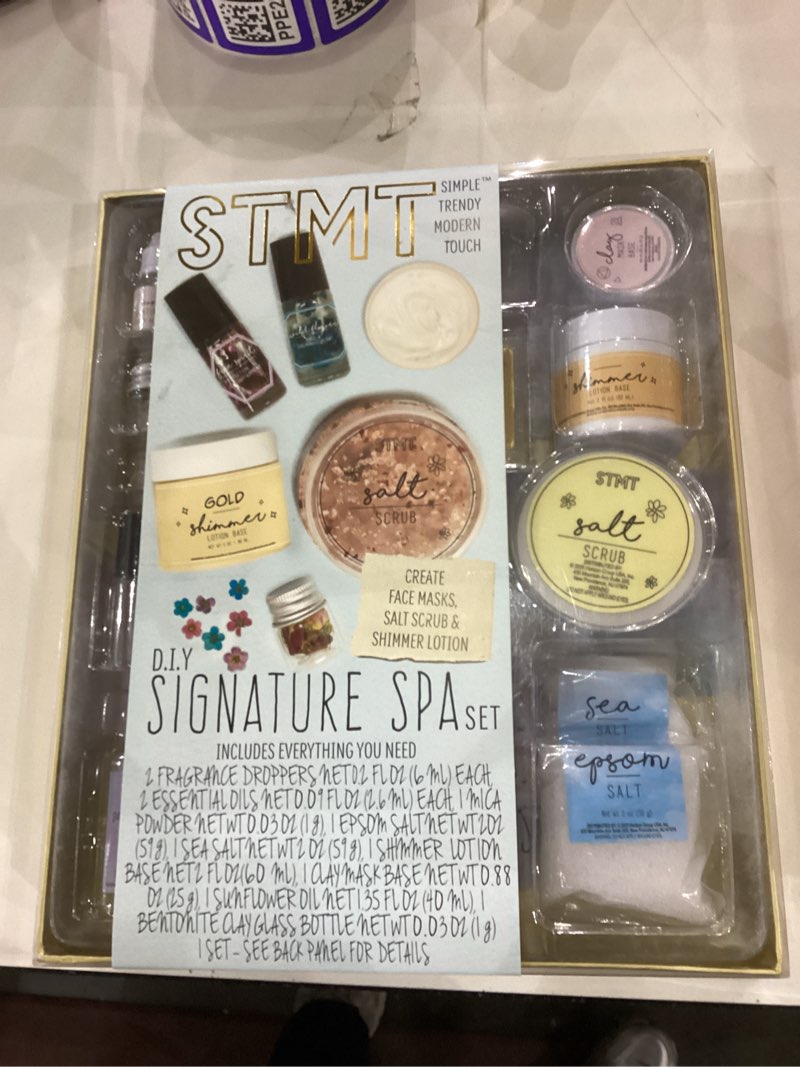 PPE2
STMT
SIMPLE™
TRENDY
MODERN
TOUCH
GOLD
shimmer
LOTION BASE
STMT
salt
SCRUB
CREATE
FACE MASKS,
SALT SCRUB &
SHIMMER LOTION
D.I.Y
SIGNATURE SPA SET
INCLUDES EVERYTHING YOU NEED
2 FRAGRANCE DROPPERS NET 0.2 FL OZ (6 ML) EACH,
2 ESSENTIAL OILS NET 0.09 FL OZ (2.6 ML) EACH, 1 MICA
POWDER NET WT 0.03 OZ (1 g), 1 EPSOM SALT NET WT 2 OZ
(59 g), 1 SEA SALT NET WT 2 OZ (59 g), 1 SHIMMER LOTION
BASE NET 2 FL OZ (60 ML), 1 CLAY MASK BASE NET WT 0.88
OZ (25 g), 1 SUNFLOWER OIL NET 1.35 FL OZ (40 ML), 1
BENTONITE CLAY GLASS BOTTLE NET WT 0.03 OZ (1 g)
1 SET - SEE BACK PANEL FOR DETAILS
clay
MASK
BASE
shimmer
LOTION BASE
STMT
salt
SCRUB
sea
SALT
epsom
SALT